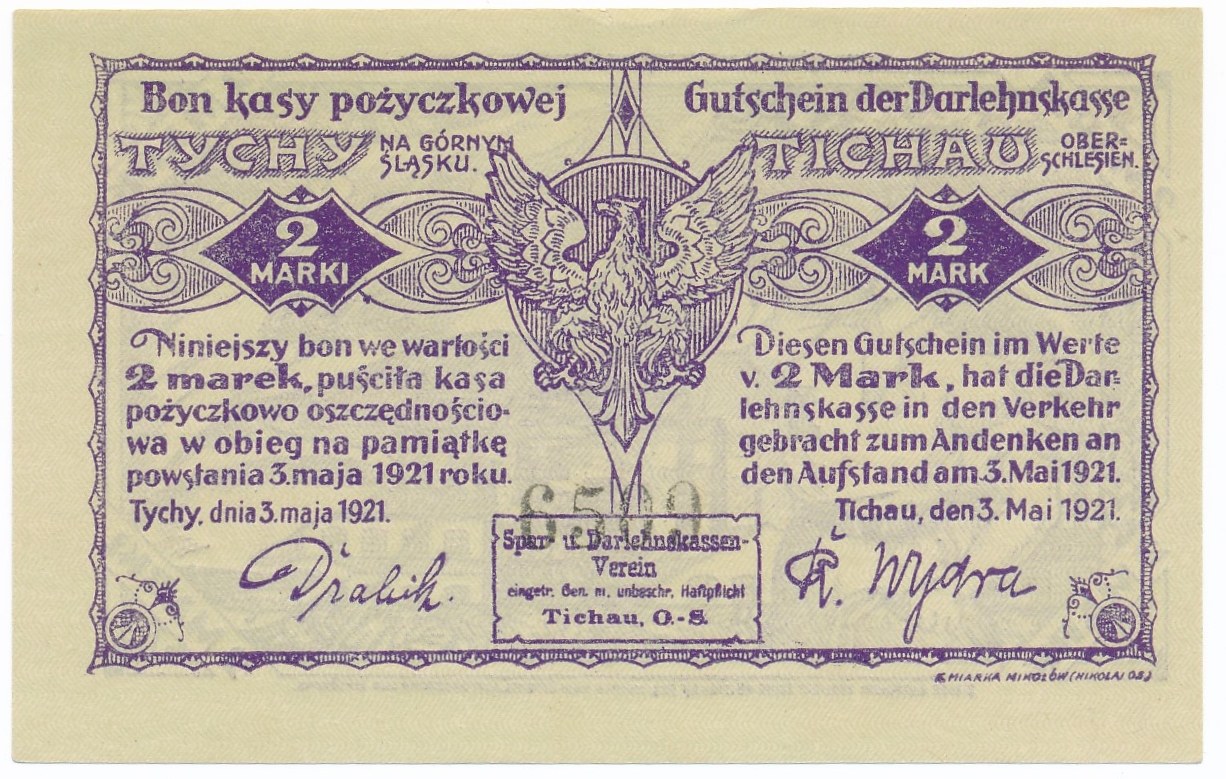 Bon kasy pożyczkowej
TYCHY NA GÓRNYM
ŚLĄSKU.
2
MARKI
Niniejszy bon we wartości
2 marek, puściła kasa
pożyczkowo oszczędnościo-
wa w obieg na pamiątkę
powstania 3. maja 1921 roku.
Tychy, dnia 3. maja 1921.
Gutschein der Darlehnskasse
TICHAU OBER=
SCHLESIEN.
2
MARK
Diesen Gutschein im Werte
v. 2 Mark, hat die Dar=
lehnskasse in den Verkehr
gebracht zum Andenken an
den Aufstand am 3. Mai 1921.
Tichau, den 3. Mai 1921.
6509
Spar- u. Darlehnskassen-
Verein
eingetr. Gen. m. unbeschr. Haftpflicht
Tichau, O.-S.
R. Wydra
K. MIARKA MIKOŁÓW (NIKOLAI O.S.)